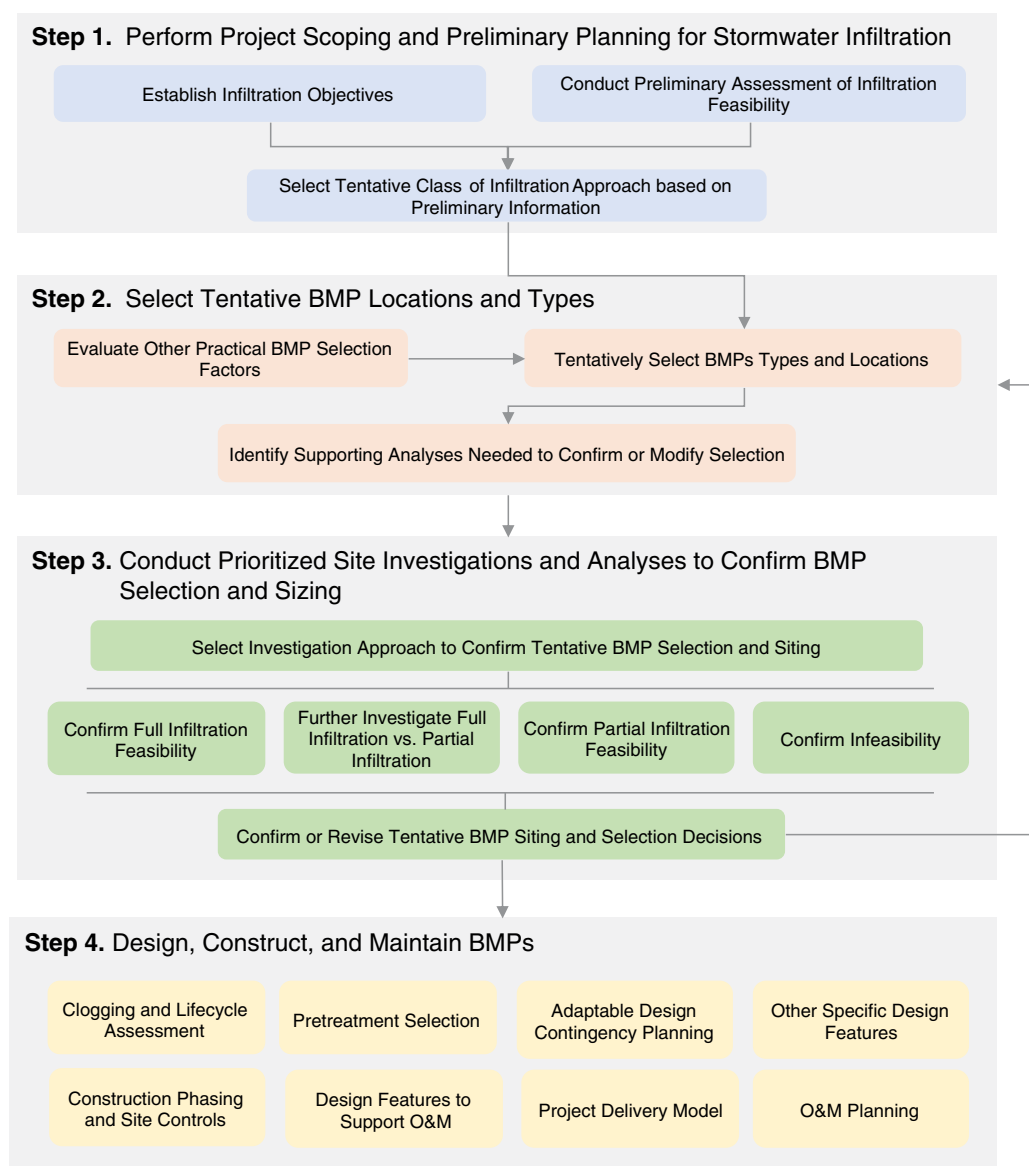 Step 1. Perform Project Scoping and Preliminary Planning for Stormwater Infiltration
Establish Infiltration Objectives
Conduct Preliminary Assessment of Infiltration
Feasibility
Select Tentative Class of Infiltration Approach based on
Preliminary Information
Step 2. Select Tentative BMP Locations and Types
Evaluate Other Practical BMP Selection
Factors
Tentatively Select BMPs Types and Locations
Identify Supporting Analyses Needed to Confirm or Modify Selection
Step 3. Conduct Prioritized Site Investigations and Analyses to Confirm BMP
Selection and Sizing
Select Investigation Approach to Confirm Tentative BMP Selection and Siting
Confirm Full Infiltration
Feasibility
Further Investigate Full
Infiltration vs. Partial
Infiltration
Confirm Partial Infiltration
Feasibility
Confirm Infeasibility
Confirm or Revise Tentative BMP Siting and Selection Decisions
Step 4. Design, Construct, and Maintain BMPs
Clogging and Lifecycle
Assessment
Pretreatment Selection
Adaptable Design
Contingency Planning
Other Specific Design
Features
Construction Phasing
and Site Controls
Design Features to
Support O&M
Project Delivery Model
O&M Planning